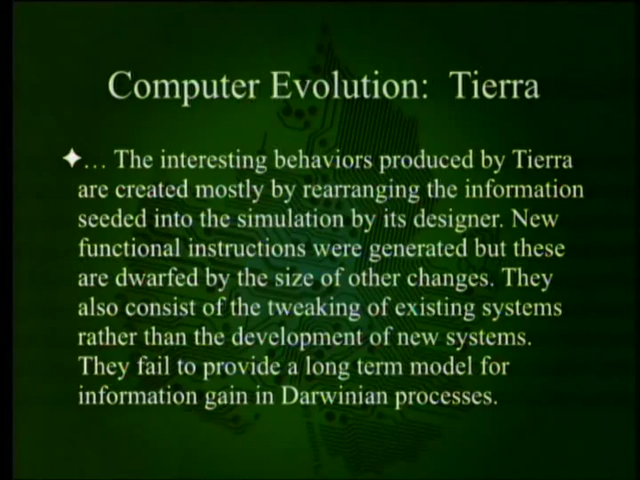 Computer Evolution: Tierra
… The interesting behaviors produced by Tierra
are created mostly by rearranging the information
seeded into the simulation by its designer. New
functional instructions were generated but these
are dwarfed by the size of other changes. They
also consist of the tweaking of existing systems
rather than the development of new systems.
They fail to provide a long term model for
information gain in Darwinian processes.